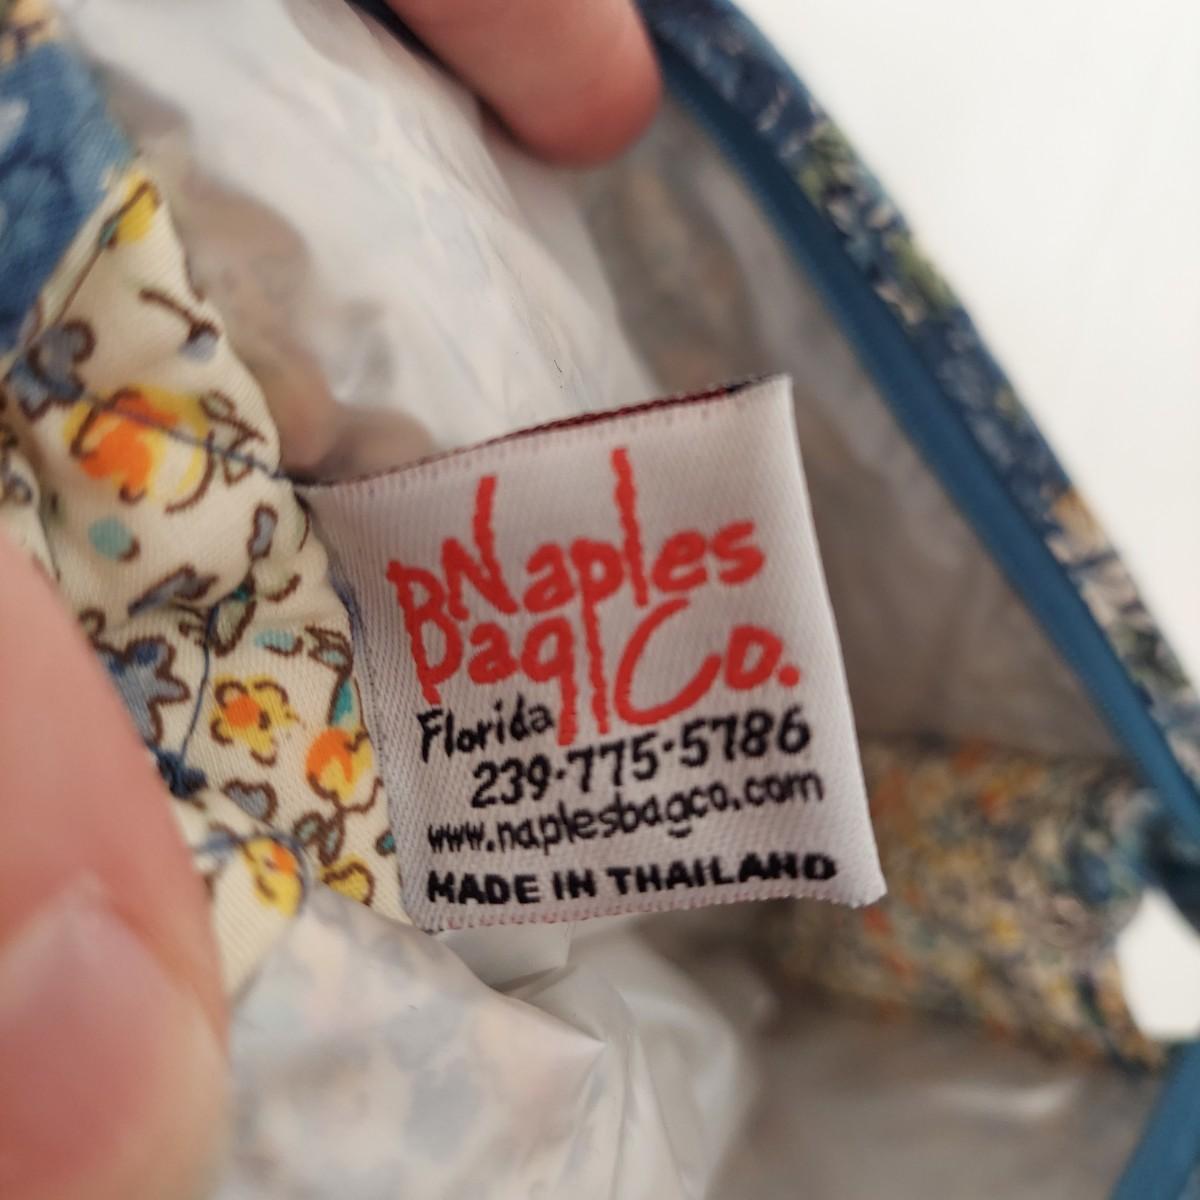 Naples
Bag Co.
Florida
239·775·5786
www.naplesbagco.com
MADE IN THAILAND